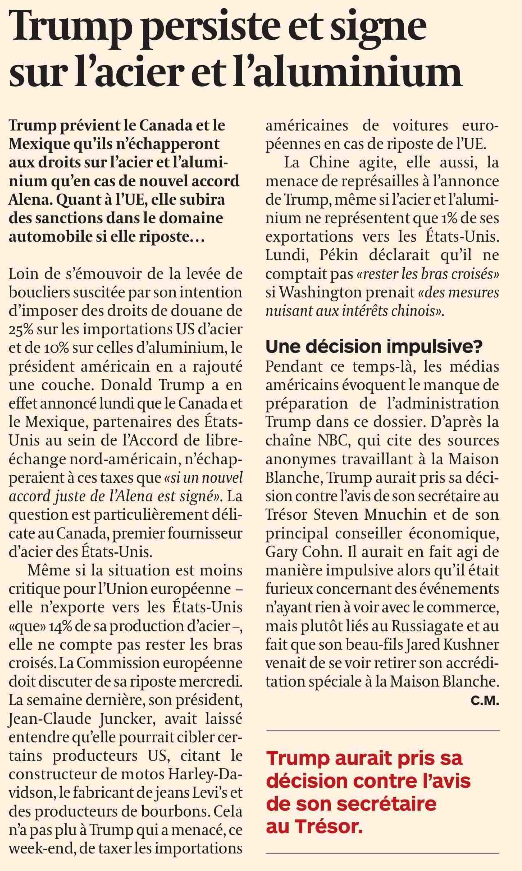 Trump persiste et signe
sur l'acier et l'aluminium
Trump prévient le Canada et le
Mexique qu'ils n'échapperont
aux droits sur l'acier et l'alumi-
nium qu'en cas de nouvel accord
Alena. Quant à l'UE, elle subira
des sanctions dans le domaine
automobile si elle riposte...
Loin de s'émouvoir de la levée de
boucliers suscitée par son intention
d'imposer des droits de douane de
25% sur les importations US d'acier
et de 10% sur celles d'aluminium, le
président américain en a rajouté
une couche. Donald Trump a en
effet annoncé lundi que le Canada et
le Mexique, partenaires des États-
Unis au sein de l'Accord de libre-
échange nord-américain, n'échap-
peraient à ces taxes que «si un nouvel
accord juste de l'Alena est signé». La
question est particulièrement déli-
cate au Canada, premier fournisseur
d'acier des États-Unis.
Même si la situation est moins
critique pour l'Union européenne –
elle n'exporte vers les États-Unis
«que» 14% de sa production d'acier –,
elle ne compte pas rester les bras
croisés. La Commission européenne
doit discuter de sa riposte mercredi.
La semaine dernière, son président,
Jean-Claude Juncker, avait laissé
entendre qu'elle pourrait cibler cer-
tains producteurs US, citant le
constructeur de motos Harley-Da-
vidson, le fabricant de jeans Levi's et
des producteurs de bourbons. Cela
n'a pas plu à Trump qui a menacé, ce
week-end, de taxer les importations
américaines de voitures euro-
péennes en cas de riposte de l'UE.
La Chine agite, elle aussi, la
menace de représailles à l'annonce
de Trump, même si l'acier et l'alumi-
nium ne représentent que 1% de ses
exportations vers les États-Unis.
Lundi, Pékin déclarait qu'il ne
comptait pas «rester les bras croisés»
si Washington prenait «des mesures
nuisant aux intérêts chinois».
Une décision impulsive?
Pendant ce temps-là, les médias
américains évoquent le manque de
préparation de l'administration
Trump dans ce dossier. D'après la
chaîne NBC, qui cite des sources
anonymes travaillant à la Maison
Blanche, Trump aurait pris sa déci-
sion contre l'avis de son secrétaire au
Trésor Steven Mnuchin et de son
principal conseiller économique,
Gary Cohn. Il aurait en fait agi de
manière impulsive alors qu'il était
furieux concernant des événements
n'ayant rien à voir avec le commerce,
mais plutôt liés au Russiagate et au
fait que son beau-fils Jared Kushner
venait de se voir retirer son accrédi-
tation spéciale à la Maison Blanche.
C.M.
Trump aurait pris sa
décision contre l'avis
de son secrétaire
au Trésor.